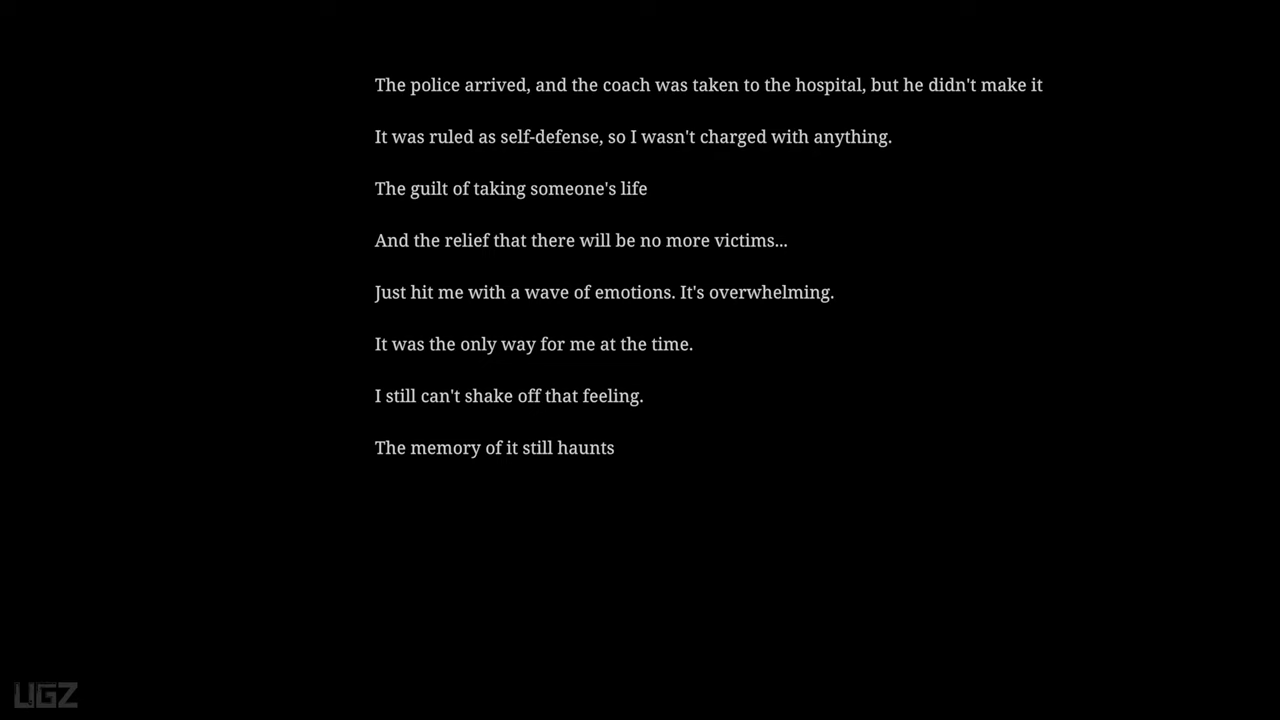 The police arrived, and the coach was taken to the hospital, but he didn't make it
It was ruled as self-defense, so I wasn't charged with anything.
The guilt of taking someone's life
And the relief that there will be no more victims...
Just hit me with a wave of emotions. It's overwhelming.
It was the only way for me at the time.
I still can't shake off that feeling.
The memory of it still haunts
UGZ